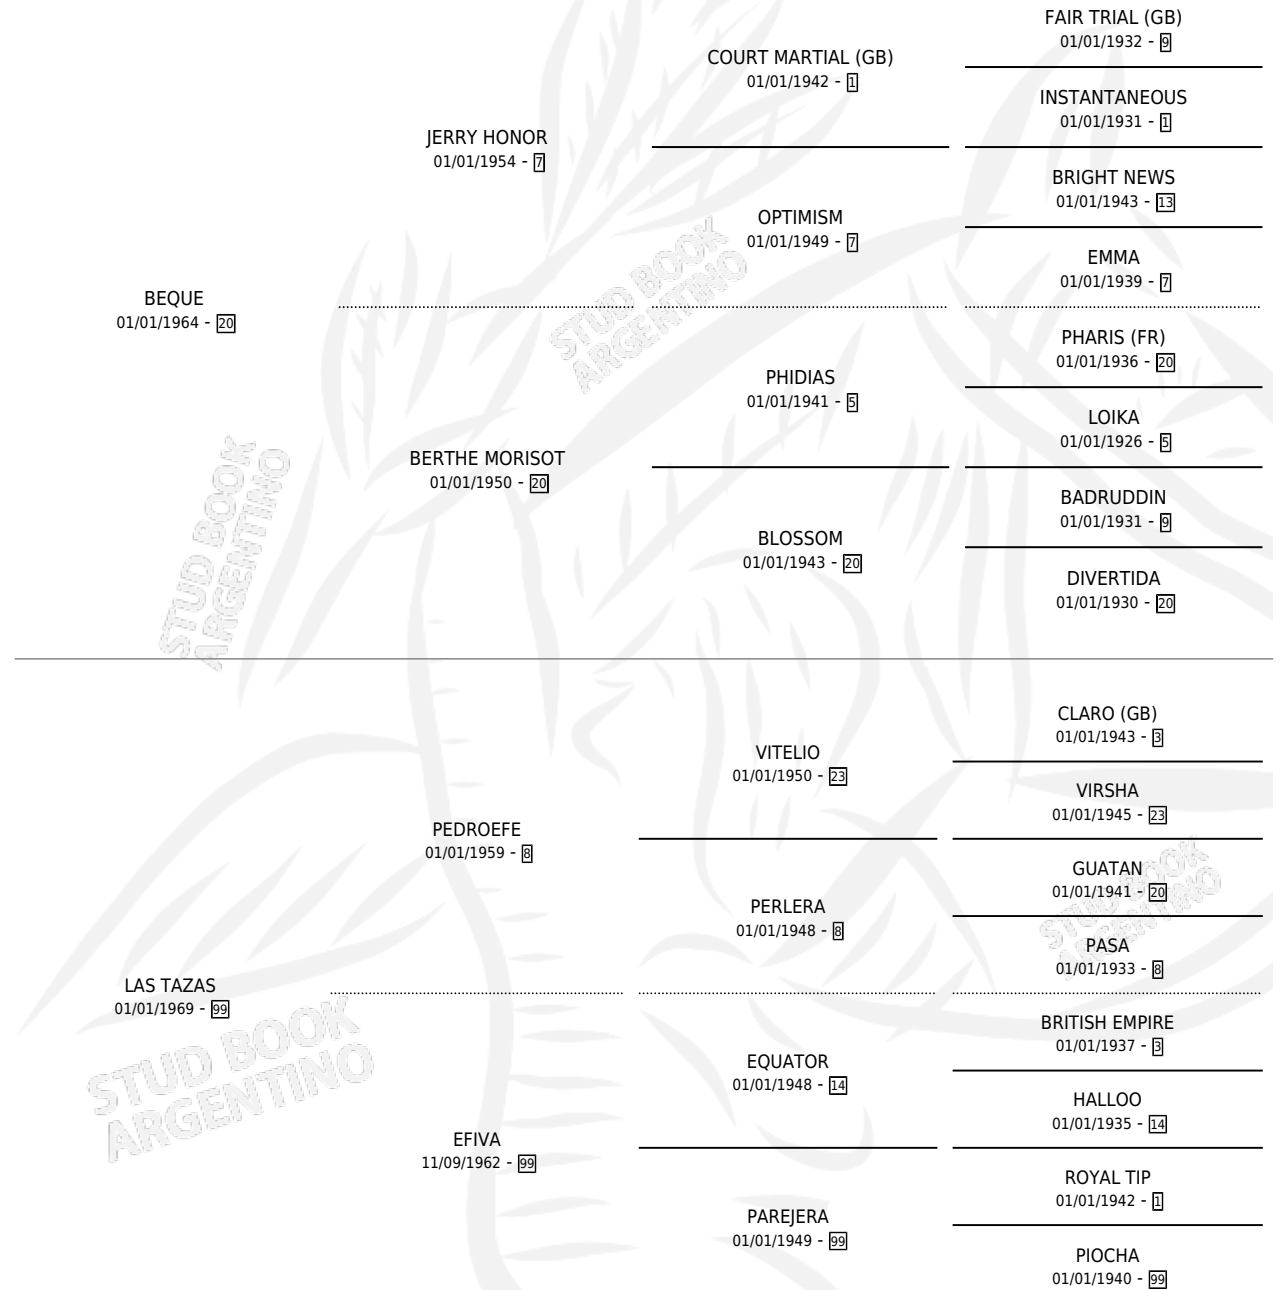 FAIR TRIAL (GB)
01/01/1932 - 9
COURT MARTIAL (GB)
01/01/1942 - 1
INSTANTANEOUS
01/01/1931 - 1
JERRY HONOR
01/01/1954 - 7
BRIGHT NEWS
01/01/1943 - 13
OPTIMISM
01/01/1949 - 7
EMMA
01/01/1939 - 7
BEQUE
01/01/1964 - 20
PHARIS (FR)
01/01/1936 - 20
PHIDIAS
01/01/1941 - 5
LOIKA
01/01/1926 - 5
BERTHE MORISOT
01/01/1950 - 20
BADRUDDIN
01/01/1931 - 9
BLOSSOM
01/01/1943 - 20
DIVERTIDA
01/01/1930 - 20
CLARO (GB)
01/01/1943 - 3
VITELIO
01/01/1950 - 23
VIRSHA
01/01/1945 - 23
PEDROEFE
01/01/1959 - 8
GUATAN
01/01/1941 - 20
PERLERA
01/01/1948 - 8
PASA
01/01/1933 - 8
LAS TAZAS
01/01/1969 - 99
BRITISH EMPIRE
01/01/1937 - 3
EQUATOR
01/01/1948 - 14
HALLOO
01/01/1935 - 14
EFIVA
11/09/1962 - 99
ROYAL TIP
01/01/1942 - 1
PAREJERA
01/01/1949 - 99
PIOCHA
01/01/1940 - 99
STUD BOOK
ARGENTINO
STUD BOOK
ARGENTINO
STUD BOOK
ARGENTINO
STUD BOOK
ARGENTINO